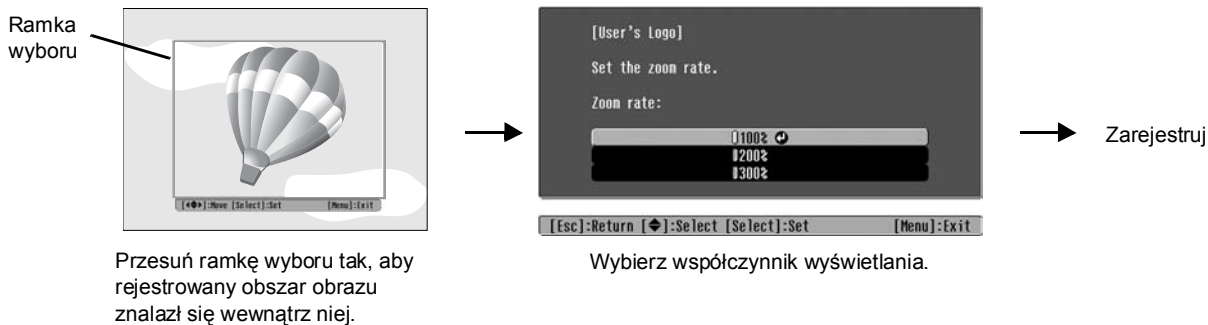 Ramka
wyboru
[◄◆►]:Move [Select]:Set [Menu]:Exit
Przesuń ramkę wyboru tak, aby
rejestrowany obszar obrazu
znalazł się wewnątrz niej.
[User's Logo]
Set the zoom rate.
Zoom rate:
100%
200%
300%
[Esc]:Return [◆]:Select [Select]:Set [Menu]:Exit
Wybierz współczynnik wyświetlania.
Zarejestruj